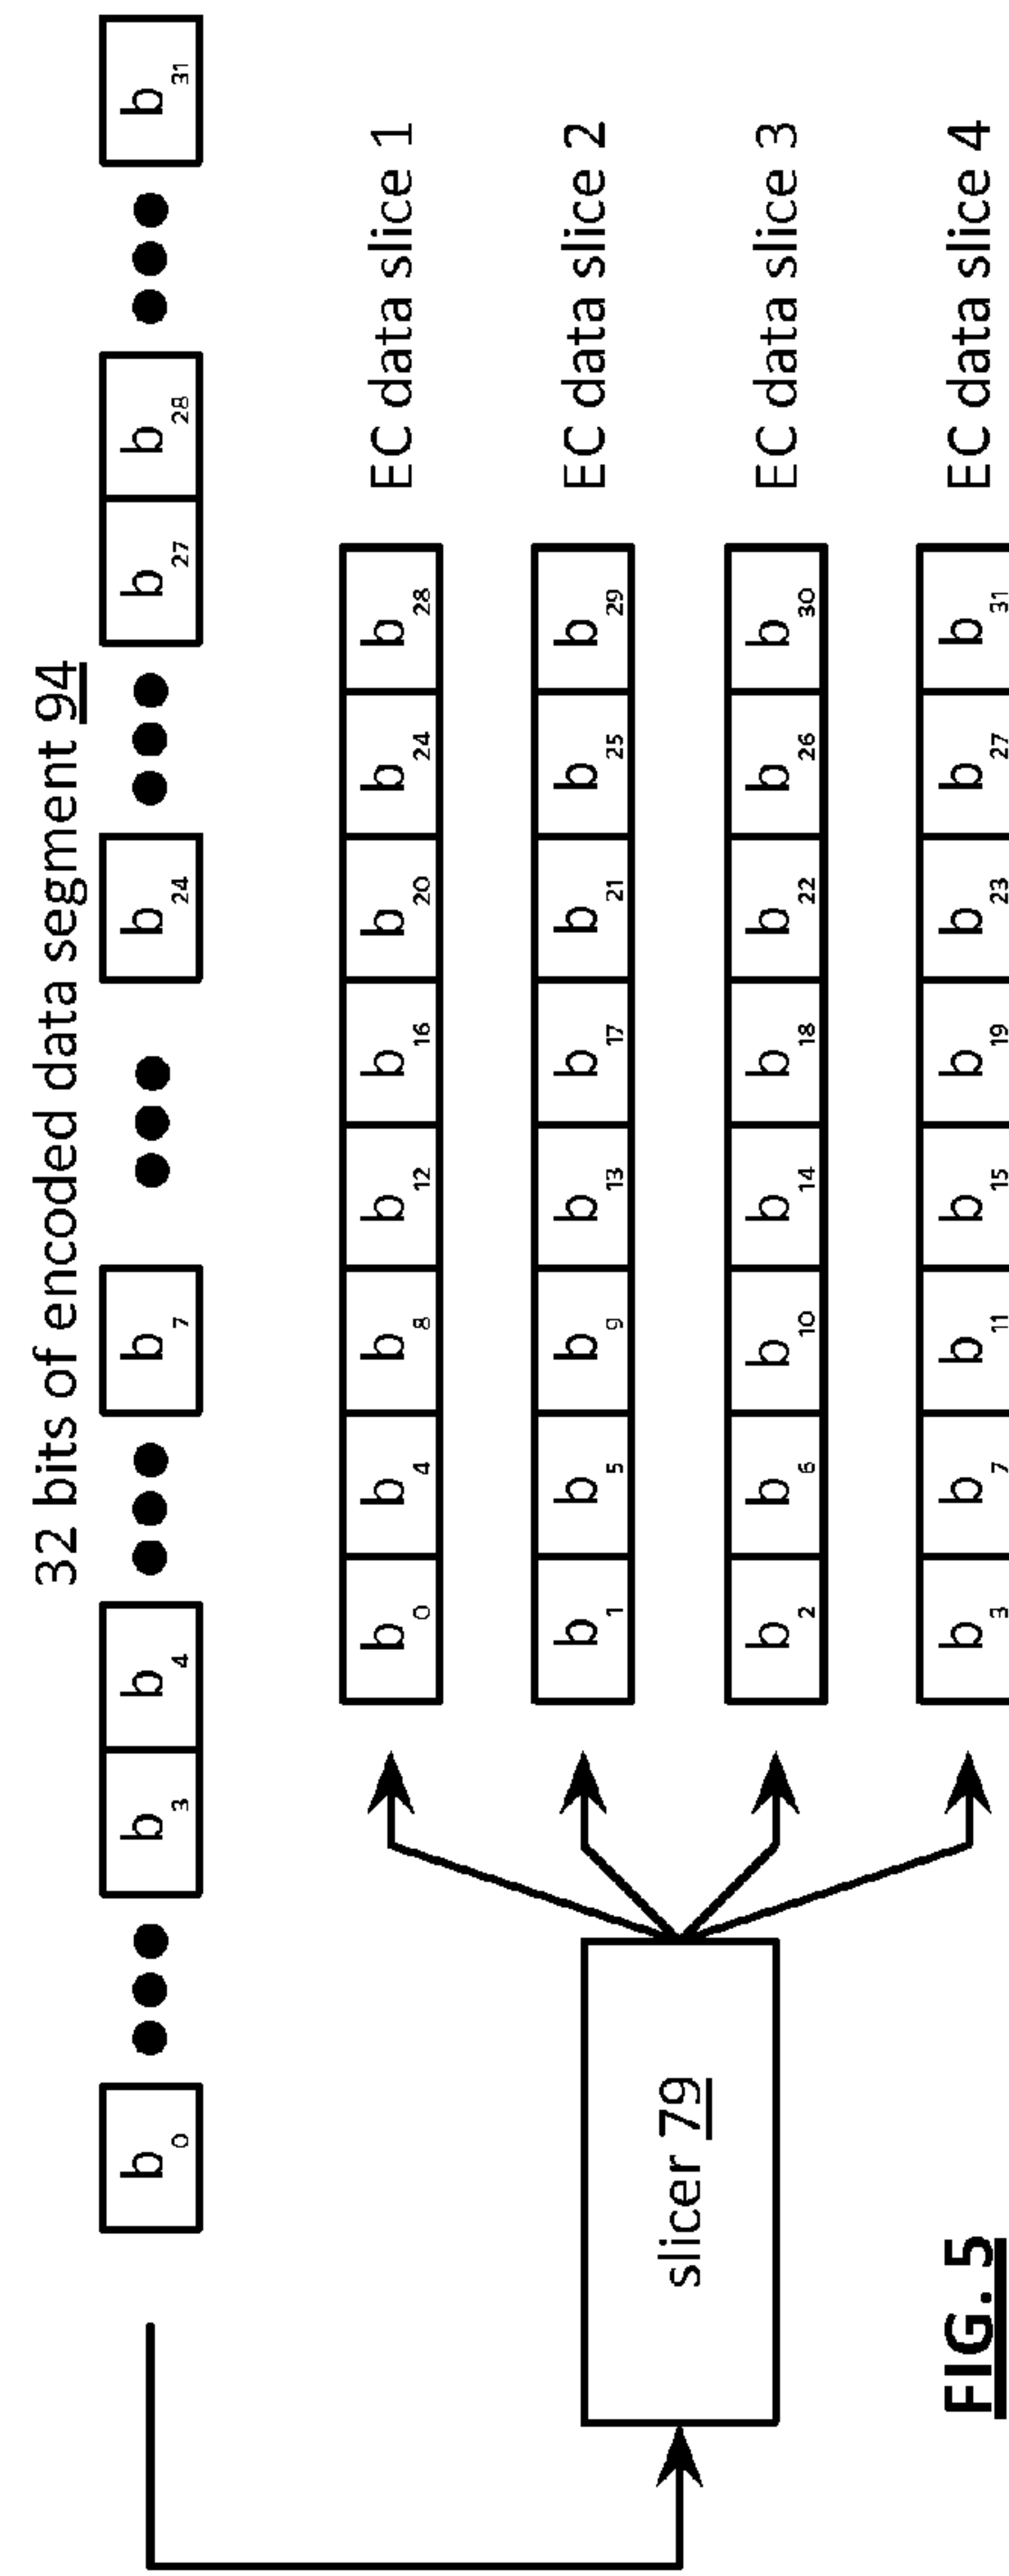 32 bits of encoded data segment 94
b0 b3 b4 b7 b24 b27 b28 b31
b0 b4 b8 b12 b16 b20 b24 b28 EC data slice 1
b1 b5 b9 b13 b17 b21 b25 b29 EC data slice 2
slicer 79
b2 b6 b10 b14 b18 b22 b26 b30 EC data slice 3
b3 b7 b11 b15 b19 b23 b27 b31 EC data slice 4
FIG. 5